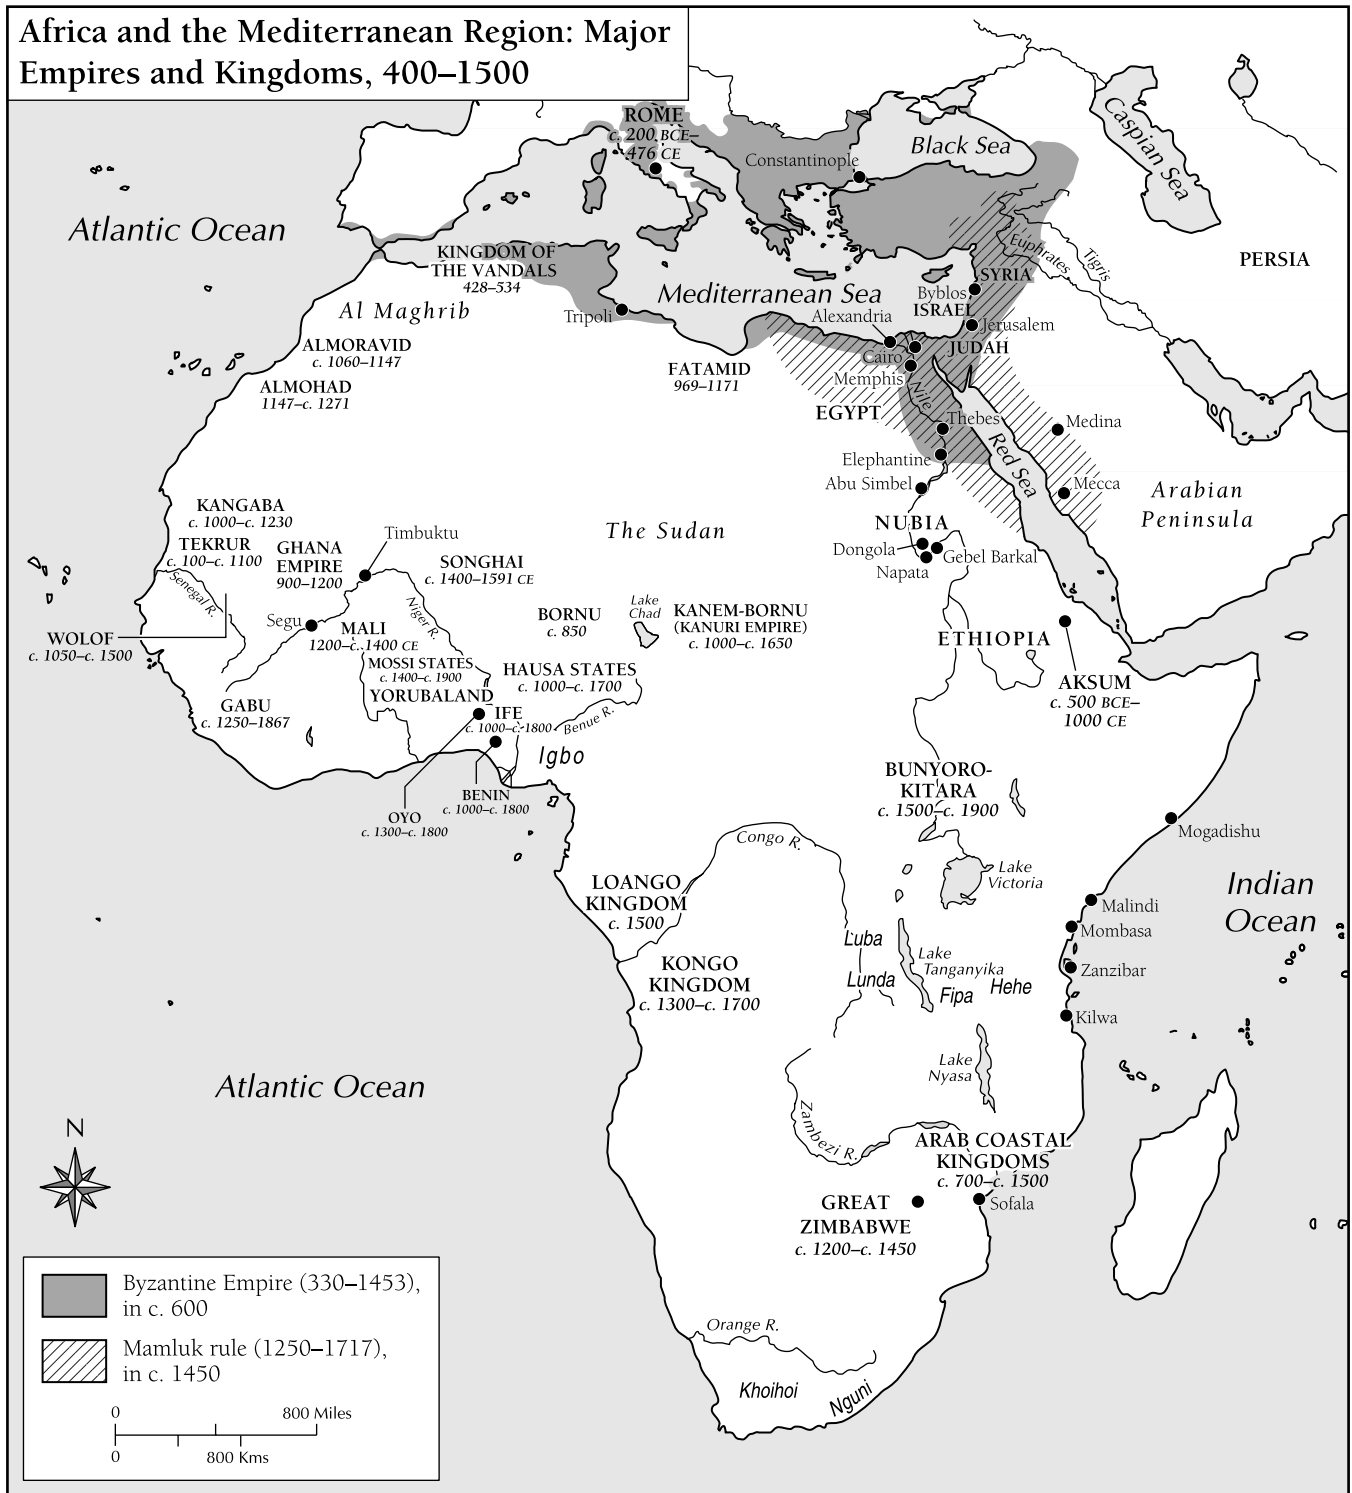 Africa and the Mediterranean Region: Major
Empires and Kingdoms, 400–1500
ROME
c. 200 BCE–
476 CE
Constantinople
Black Sea
Caspian Sea
Atlantic Ocean
KINGDOM OF
THE VANDALS
428–534
Euphrates
Tigris
PERSIA
SYRIA
Mediterranean Sea
Byblos
ISRAEL
Al Maghrib
Tripoli
Alexandria
Jerusalem
ALMORAVID
c. 1060–1147
Cairo
JUDAH
FATAMID
969–1171
Memphis
ALMOHAD
1147–c. 1271
Nile
EGYPT
Thebes
Medina
Red Sea
Elephantine
Abu Simbel
Mecca
Arabian
Peninsula
KANGABA
c. 1000–c. 1230
The Sudan
NUBIA
Timbuktu
TEKRUR
c. 100–c. 1100
GHANA
EMPIRE
900–1200
SONGHAI
c. 1400–1591 CE
Dongola
Gebel Barkal
Napata
Senegal R.
Niger R.
Lake
Chad
BORNU
c. 850
KANEM-BORNU
(KANURI EMPIRE)
c. 1000–c. 1650
Segu
MALI
1200–c. 1400 CE
WOLOF
c. 1050–c. 1500
ETHIOPIA
MOSSI STATES
c. 1400–c. 1900
HAUSA STATES
c. 1000–c. 1700
AKSUM
c. 500 BCE–
1000 CE
YORUBALAND
GABU
c. 1250–1867
IFE
c. 1000–c. 1800
Benue R.
Igbo
BENIN
c. 1000–c. 1800
OYO
c. 1300–c. 1800
BUNYORO-
KITARA
c. 1500–c. 1900
Mogadishu
Congo R.
Lake
Victoria
LOANGO
KINGDOM
c. 1500
Indian
Ocean
Malindi
Mombasa
Luba
Lake
Tanganyika
Zanzibar
KONGO
KINGDOM
c. 1300–c. 1700
Lunda
Fipa
Hehe
Kilwa
Lake
Nyasa
Atlantic Ocean
Zambezi R.
N
ARAB COASTAL
KINGDOMS
c. 700–c. 1500
GREAT
ZIMBABWE
c. 1200–c. 1450
Sofala
Byzantine Empire (330–1453),
in c. 600
Mamluk rule (1250–1717),
in c. 1450
0 800 Miles
0 800 Kms
Orange R.
Khoihoi
Nguni